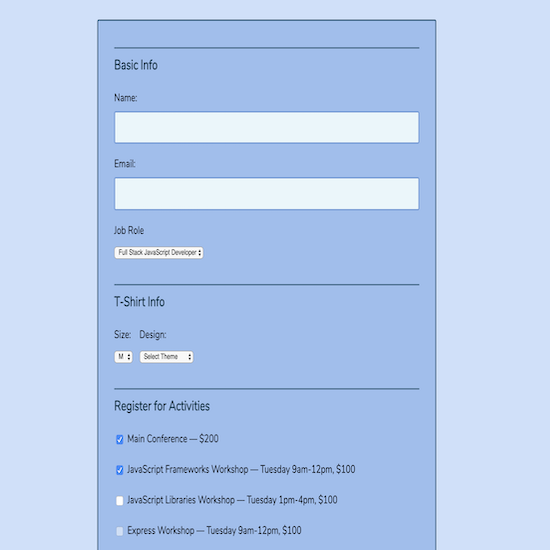 Basic Info
Name:
Email:
Job Role
Full Stack JavaScript Developer
T-Shirt Info
Size: Design:
M Select Theme
Register for Activities
Main Conference — $200
JavaScript Frameworks Workshop — Tuesday 9am-12pm, $100
JavaScript Libraries Workshop — Tuesday 1pm-4pm, $100
Express Workshop — Tuesday 9am-12pm, $100